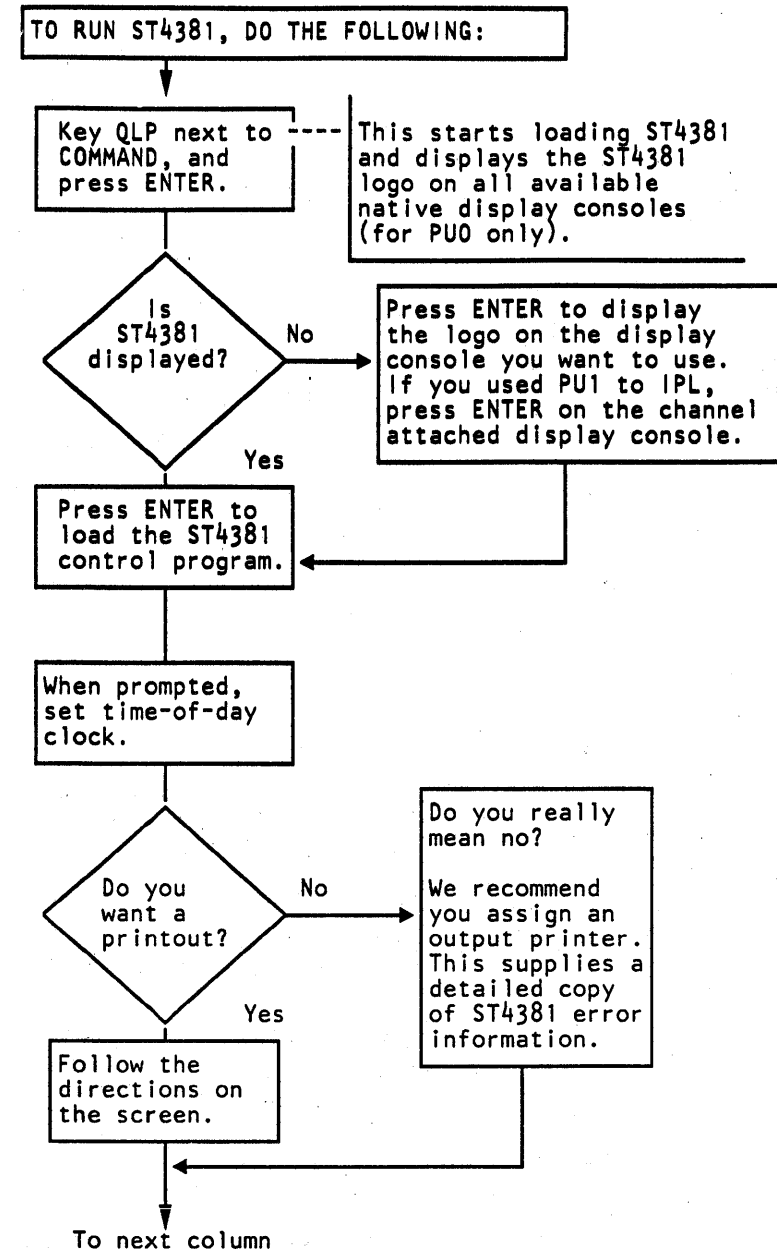 TO RUN ST4381, DO THE FOLLOWING:
Key QLP next to
COMMAND, and
press ENTER.
This starts loading ST4381
and displays the ST4381
logo on all available
native display consoles
(for PU0 only).
Is
ST4381
displayed?
No
Press ENTER to display
the logo on the display
console you want to use.
If you used PU1 to IPL,
press ENTER on the channel
attached display console.
Yes
Press ENTER to
load the ST4381
control program.
When prompted,
set time-of-day
clock.
Do you
want a
printout?
No
Do you really
mean no?
We recommend
you assign an
output printer.
This supplies a
detailed copy
of ST4381 error
information.
Yes
Follow the
directions on
the screen.
To next column